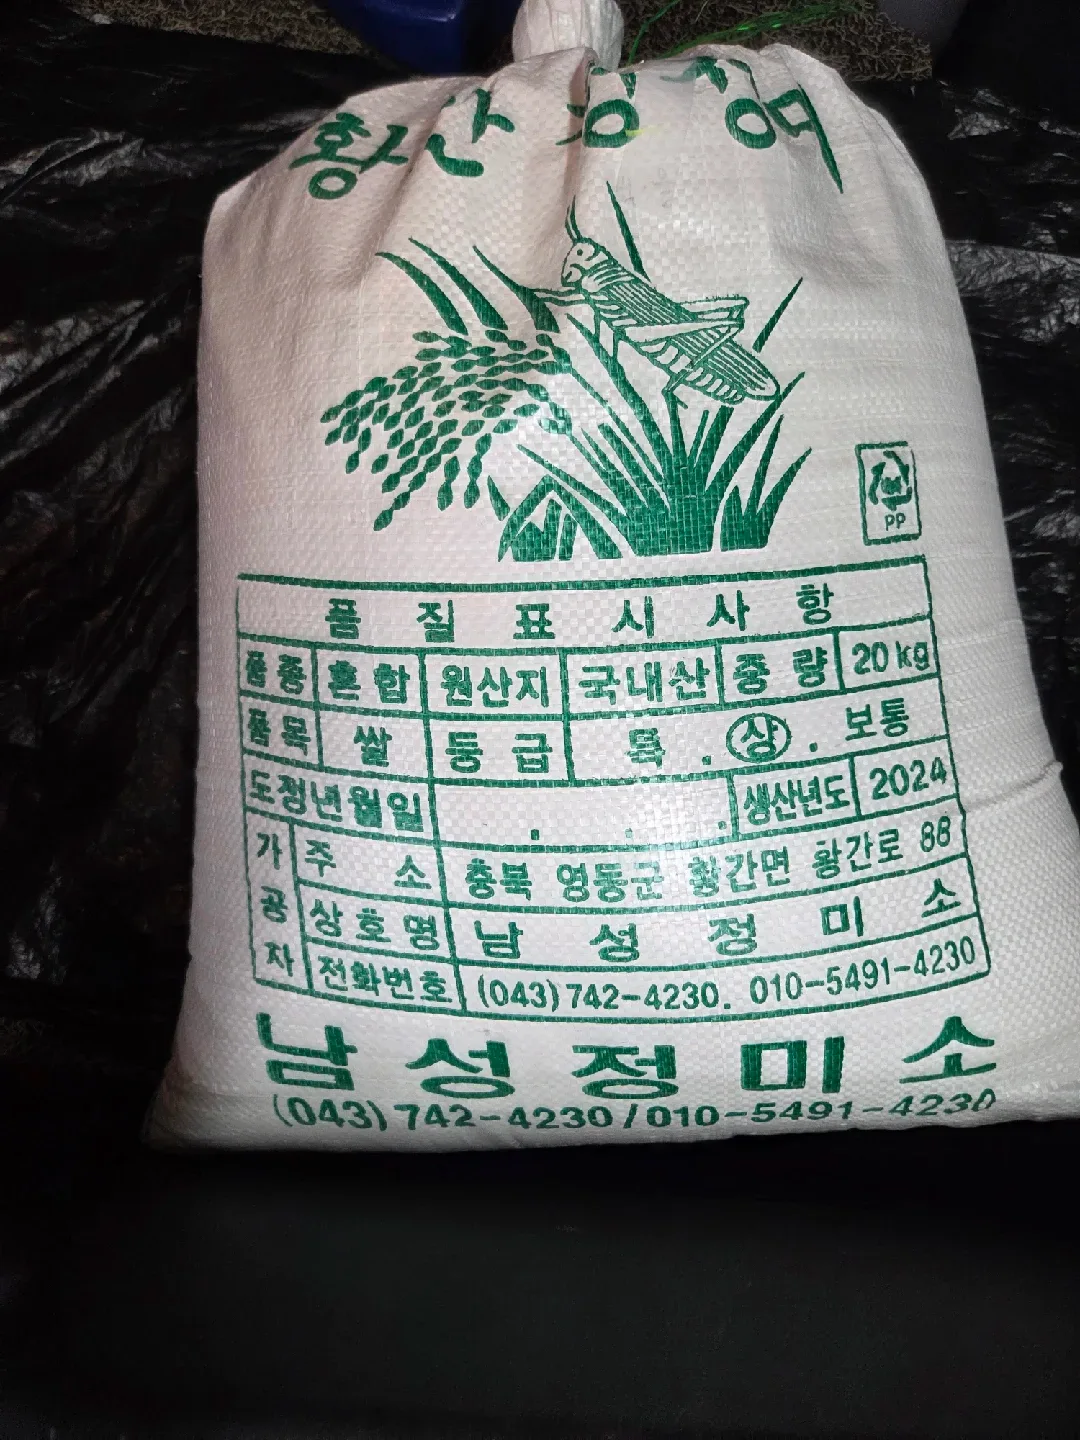 황간
PP
품 질 표 시 사 항
품종 혼합 원산지 국내산 중량 20kg
품목 쌀 등급 특 . 상 . 보통
도정년월일 . . . 생산년도 2024
가공자 주소 충북 영동군 황간면 황간로 88
상호명 남성정미소
전화번호 (043)742-4230. 010-5491-4230
남성정미소
(043)742-4230/010-5491-4230